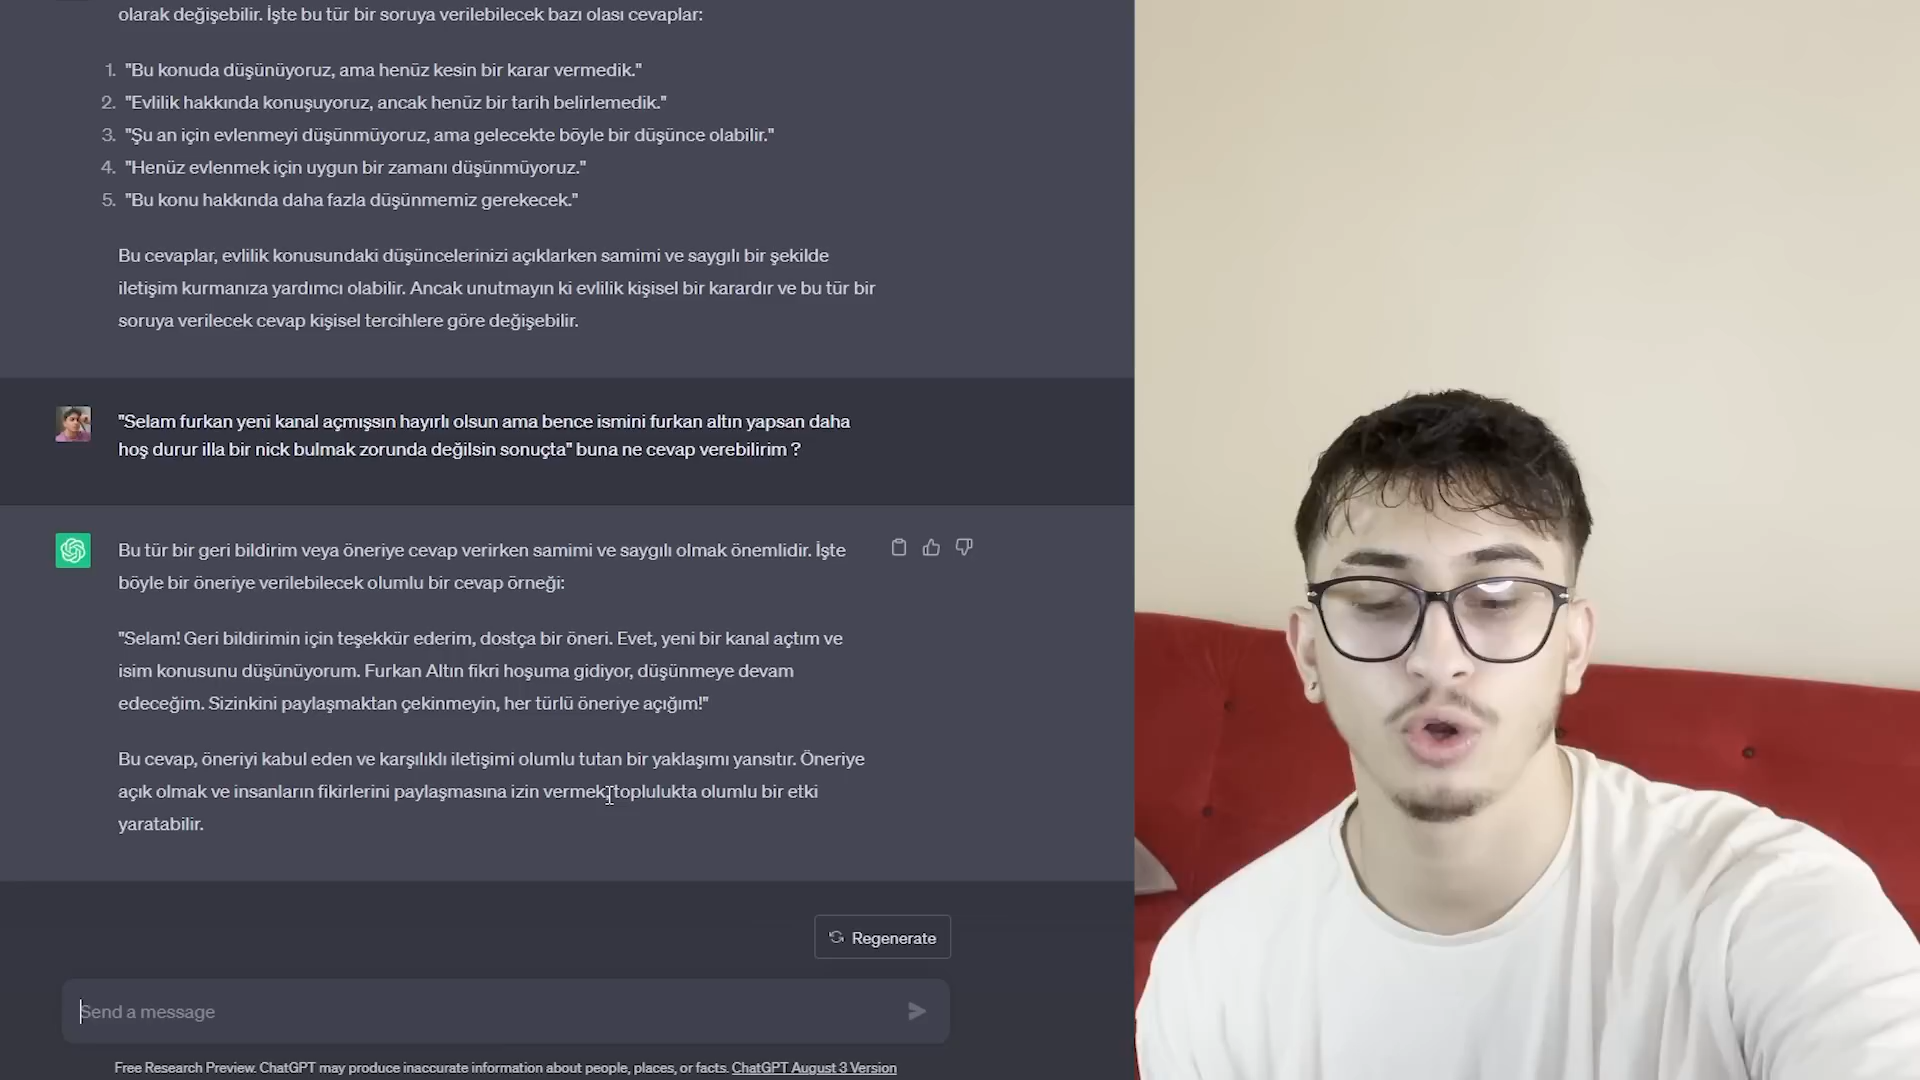 olarak değişebilir. İşte bu tür bir soruya verilebilecek bazı olası cevaplar:
1. "Bu konuda düşünüyoruz, ama henüz kesin bir karar vermedik."
2. "Evlilik hakkında konuşuyoruz, ancak henüz bir tarih belirlemedik."
3. "Şu an için evlenmeyi düşünmüyoruz, ama gelecekte böyle bir düşünce olabilir."
4. "Henüz evlenmek için uygun bir zamanı düşünmüyoruz."
5. "Bu konu hakkında daha fazla düşünmemiz gerekecek."
Bu cevaplar, evlilik konusundaki düşüncelerinizi açıklarken samimi ve saygılı bir şekilde
iletişim kurmanıza yardımcı olabilir. Ancak unutmayın ki evlilik kişisel bir karardır ve bu tür bir
soruya verilecek cevap kişisel tercihlere göre değişebilir.
"Selam furkan yeni kanal açmışsın hayırlı olsun ama bence ismini furkan altın yapsan daha
hoş durur illa bir nick bulmak zorunda değilsin sonuçta" buna ne cevap verebilirim ?
Bu tür bir geri bildirim veya öneriye cevap verirken samimi ve saygılı olmak önemlidir. İşte
böyle bir öneriye verilebilecek olumlu bir cevap örneği:
"Selam! Geri bildirimin için teşekkür ederim, dostça bir öneri. Evet, yeni bir kanal açtım ve
isim konusunu düşünüyorum. Furkan Altın fikri hoşuma gidiyor, düşünmeye devam
edeceğim. Sizinkini paylaşmaktan çekinmeyin, her türlü öneriye açığım!"
Bu cevap, öneriyi kabul eden ve karşılıklı iletişimi olumlu tutan bir yaklaşımı yansıtır. Öneriye
açık olmak ve insanların fikirlerini paylaşmasına izin vermek, toplulukta olumlu bir etki
yaratabilir.
Regenerate
Send a message
Free Research Preview. ChatGPT may produce inaccurate information about people, places, or facts. ChatGPT August 3 Version